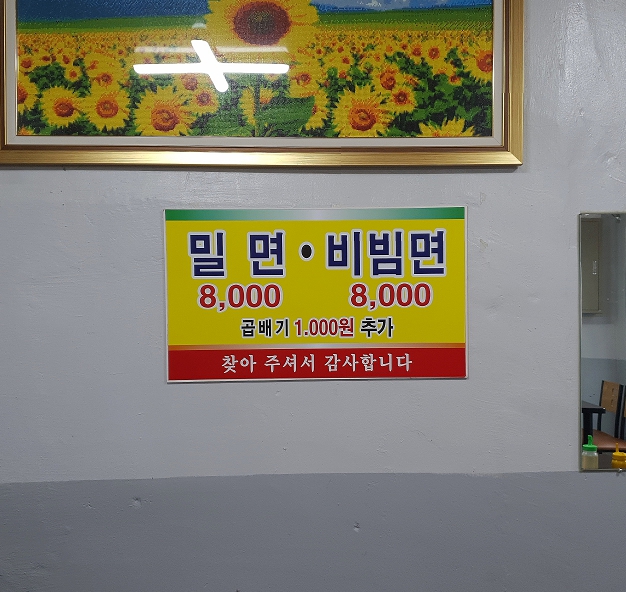 밀 면 · 비빔면
8,000 8,000
곱배기 1.000원 추가
찾아 주셔서 감사합니다